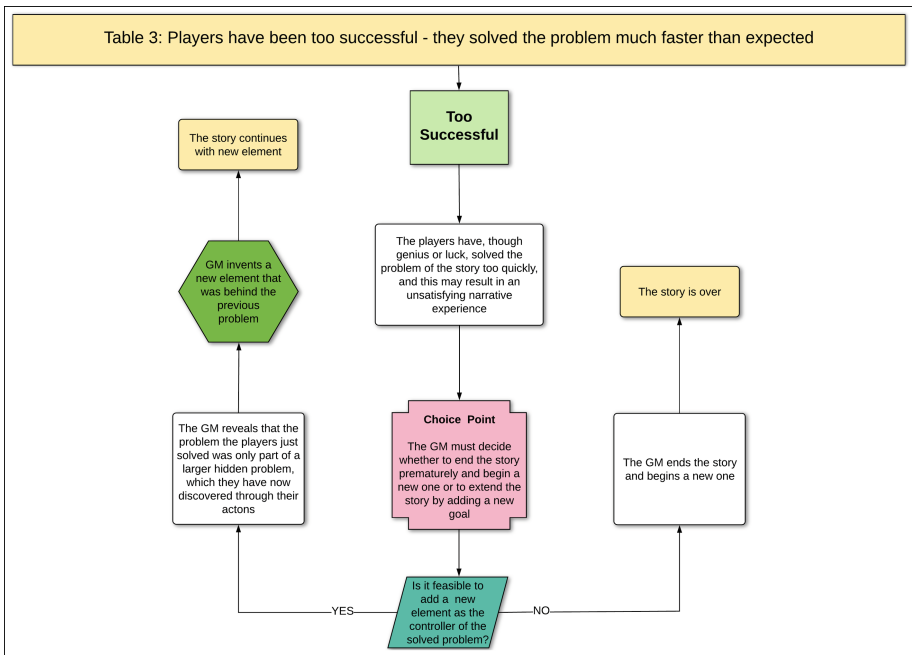 Table 3: Players have been too successful - they solved the problem much faster than expected
Too
Successful
The story continues
with new element
The players have, though
genius or luck, solved the
problem of the story too quickly,
and this may result in an
unsatisfying narrative
experience
GM invents a
new element that
was behind the
previous
problem
The story is over
Choice Point
The GM must decide
whether to end the story
prematurely and begin a
new one or to extend the
story by adding a new
goal
The GM reveals that the
problem the players just
solved was only part of a
larger hidden problem,
which they have now
discovered through their
actons
The GM ends the story
and begins a new one
Is it feasible to
add a new
element as the
controller of the
solved problem?
YES
NO